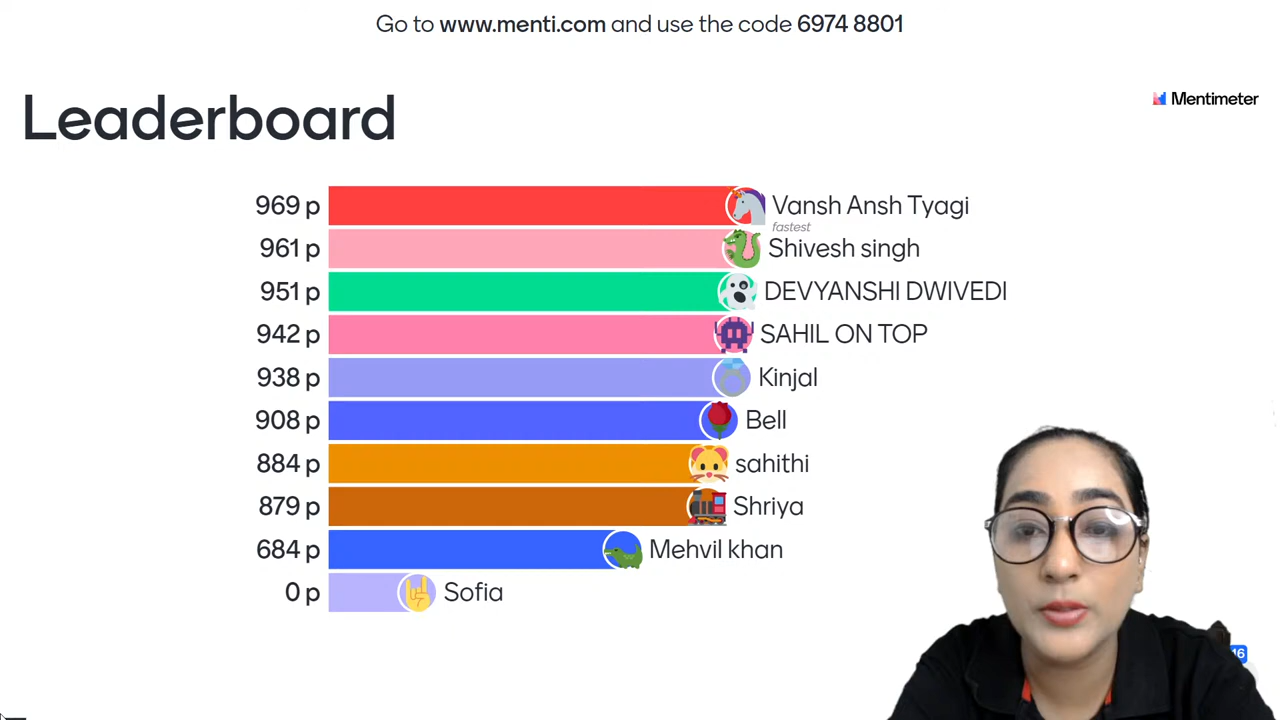 Go to www.menti.com and use the code 6974 8801
Leaderboard
Mentimeter
969 p Vansh Ansh Tyagi
fastest
961 p Shivesh singh
951 p DEVYANSHI DWIVEDI
942 p SAHIL ON TOP
938 p Kinjal
908 p Bell
884 p sahithi
879 p Shriya
684 p Mehvil khan
0 p Sofia
16